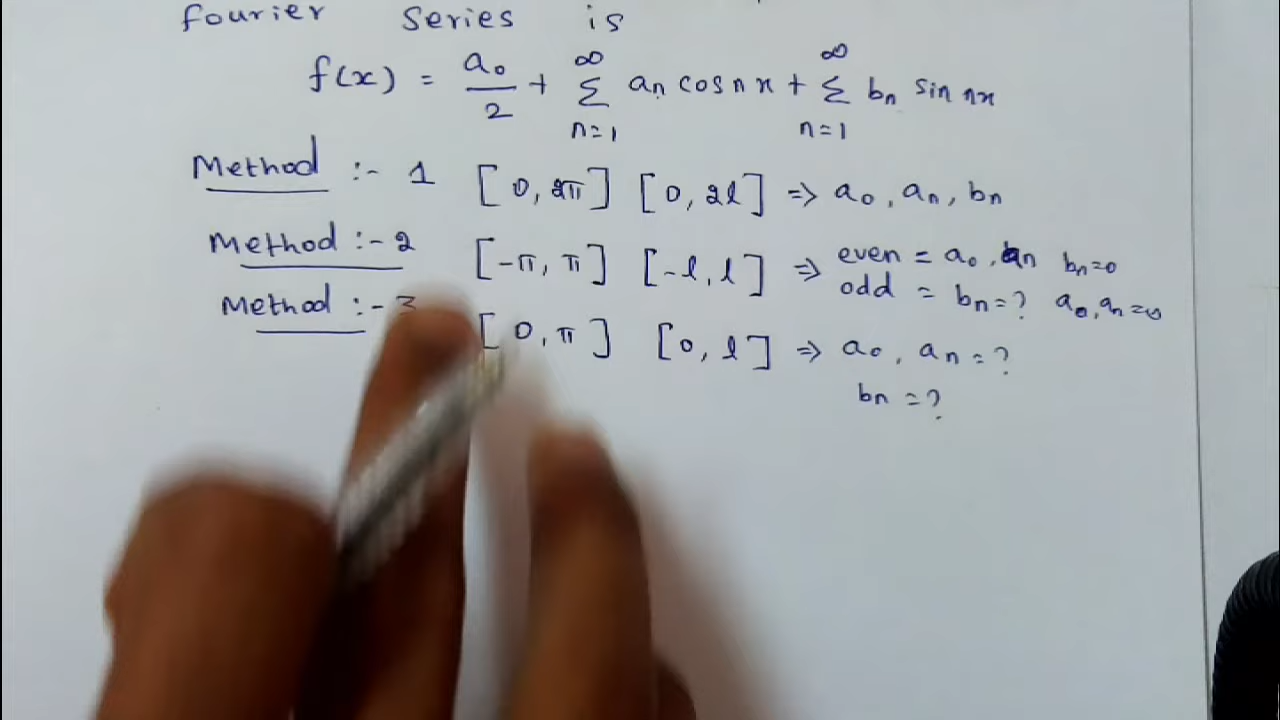 Fourier Series is
f(x) = a₀/2 + ∑_{n=1}^{∞} aₙ cos nx + ∑_{n=1}^{∞} bₙ sin nx
Method :- 1 [0, 2π] [0, 2l] ⇒ a₀, aₙ, bₙ
Method :- 2 [-π, π] [-l, l] ⇒ even = a₀, aₙ bₙ=0
odd = bₙ=? a₀, aₙ=0
Method :- 3 [0, π] [0, l] ⇒ a₀, aₙ=?
bₙ=?